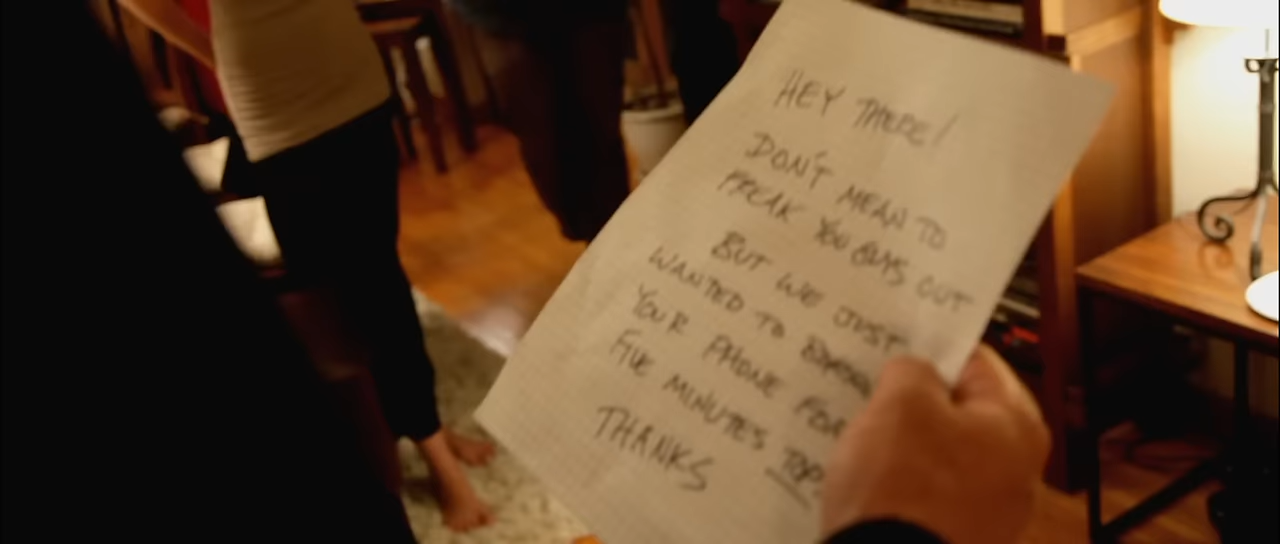 HEY THERE!
DON'T MEAN TO
FREAK YOU GUYS OUT
BUT WE JUST
WANTED TO
YOUR PHONE FOR
FIVE MINUTES TOPS
THANKS